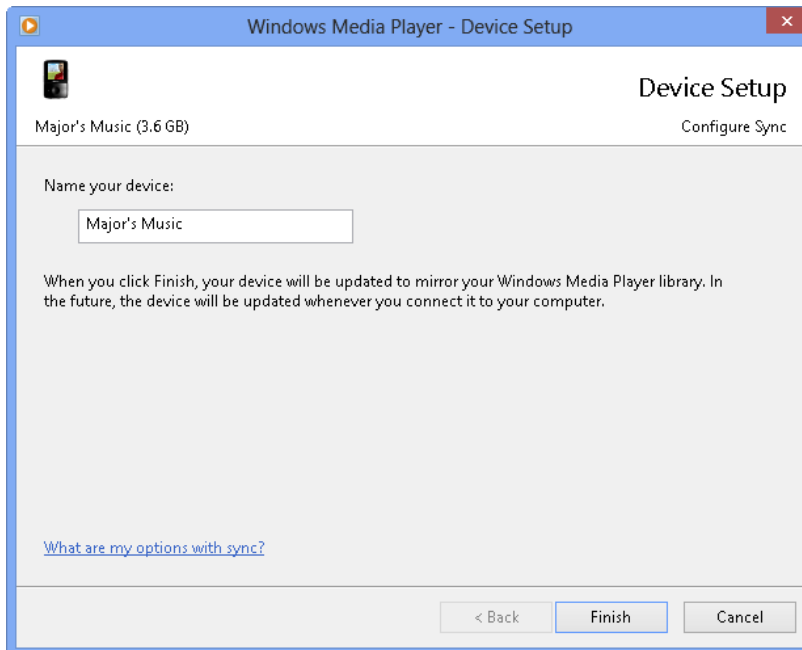 Windows Media Player - Device Setup
Device Setup
Major's Music (3.6 GB)
Configure Sync
Name your device:
Major's Music
When you click Finish, your device will be updated to mirror your Windows Media Player library. In
the future, the device will be updated whenever you connect it to your computer.
What are my options with sync?
< Back
Finish
Cancel